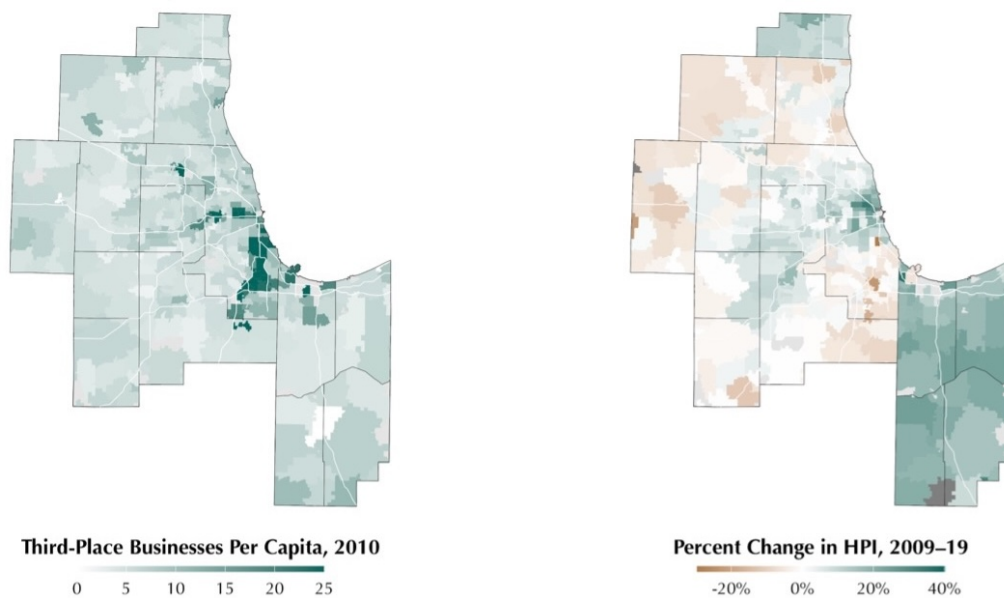 Third-Place Businesses Per Capita, 2010
0 5 10 15 20 25
Percent Change in HPI, 2009–19
-20% 0% 20% 40%